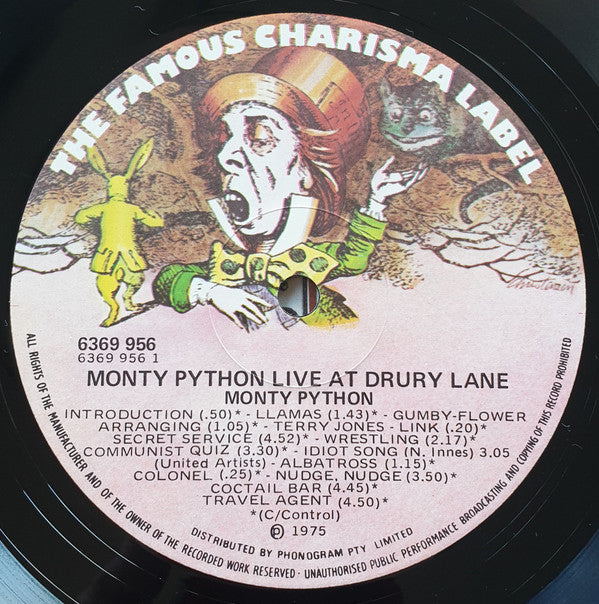 THE FAMOUS CHARISMA LABEL
6369 956
6369 956 1
MONTY PYTHON LIVE AT DRURY LANE
MONTY PYTHON
INTRODUCTION (.50)* - LLAMAS (1.43)* - GUMBY-FLOWER
ARRANGING (1.05)* - TERRY JONES - LINK (.20)*
SECRET SERVICE (4.52)* - WRESTLING (2.17)*
COMMUNIST QUIZ (3.30)* - IDIOT SONG (N. Innes) 3.05
(United Artists) - ALBATROSS (1.15)*
COLONEL (.25)* - NUDGE, NUDGE (3.50)*
COCTAIL BAR (4.45)*
TRAVEL AGENT (4.50)*
*(C/Control)
℗ 1975
DISTRIBUTED BY PHONOGRAM PTY LIMITED
ALL RIGHTS OF THE MANUFACTURER AND OF THE OWNER OF THE RECORDED WORK RESERVED · UNAUTHORISED PUBLIC PERFORMANCE BROADCASTING AND COPYING OF THIS RECORD PROHIBITED